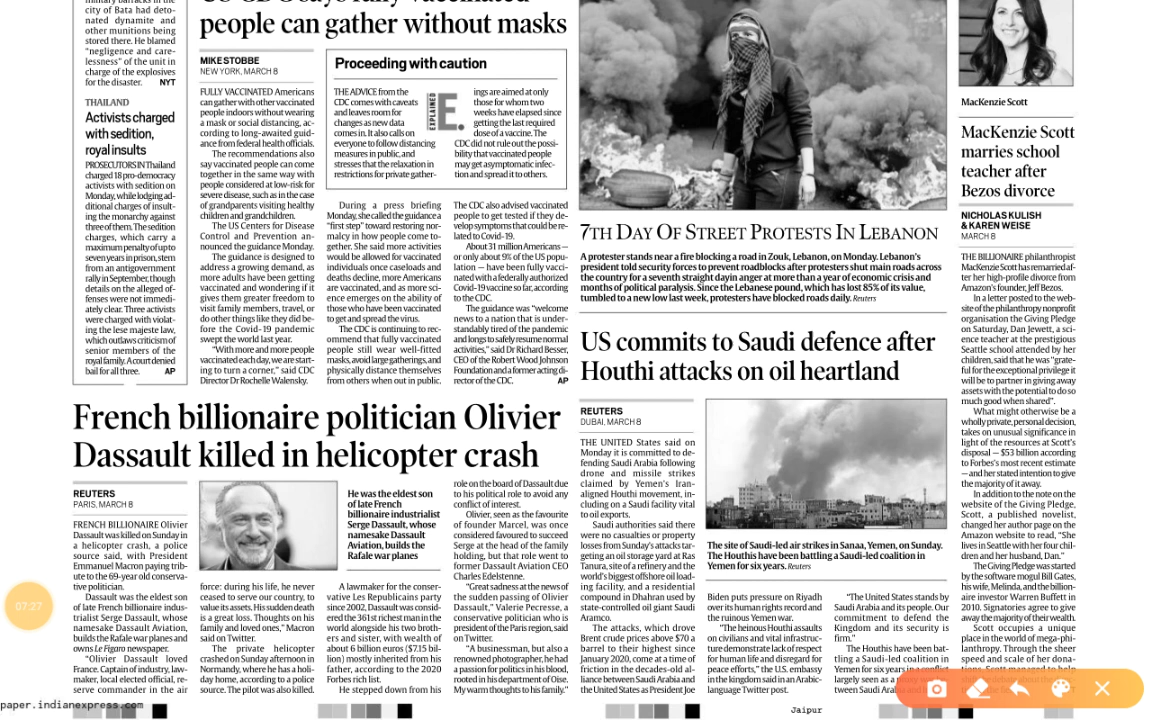 military barracks in the
city of Bata had deto-
nated dynamite and
other munitions being
stored there. He blamed
"negligence and care-
lessness" of the unit in
charge of the explosives
for the disaster. NYT
THAILAND
Activists charged
with sedition,
royal insults
PROSECUTORS IN Thailand
charged 18 pro-democracy
activists with sedition on
Monday, while lodging ad-
ditional charges of insult-
ing the monarchy against
three of them. The sedition
charges, which carry a
maximum penalty of up to
seven years in prison, stem
from an antigovernment
rally in September, though
details on the alleged of-
fenses were not immedi-
ately clear. Three activists
were charged with violat-
ing the lese majeste law,
which outlaws criticism of
senior members of the
royal family. A court denied
bail for all three. AP
US CDC says fully vaccinated
people can gather without masks
MIKE STOBBE
NEW YORK, MARCH 8
FULLY VACCINATED Americans
can gather with other vaccinated
people indoors without wearing
a mask or social distancing, ac-
cording to long-awaited guid-
ance from federal health officials.
The recommendations also
say vaccinated people can come
together in the same way with
people considered at low-risk for
severe disease, such as in the case
of grandparents visiting healthy
children and grandchildren.
The US Centers for Disease
Control and Prevention an-
nounced the guidance Monday.
The guidance is designed to
address a growing demand, as
more adults have been getting
vaccinated and wondering if it
gives them greater freedom to
visit family members, travel, or
do other things like they did be-
fore the Covid-19 pandemic
swept the world last year.
"With more and more people
vaccinated each day, we are start-
ing to turn a corner," said CDC
Director Dr Rochelle Walensky.
Proceeding with caution
THE ADVICE from the
CDC comes with caveats
and leaves room for
changes as new data
comes in. It also calls on
everyone to follow distancing
measures in public, and
stresses that the relaxation in
restrictions for private gather-
EXPLAINED
E.
ings are aimed at only
those for whom two
weeks have elapsed since
getting the last required
dose of a vaccine. The
CDC did not rule out the possi-
bility that vaccinated people
may get asymptomatic infec-
tion and spread it to others.
During a press briefing
Monday, she called the guidance a
"first step" toward restoring nor-
malcy in how people come to-
gether. She said more activities
would be allowed for vaccinated
individuals once caseloads and
deaths decline, more Americans
are vaccinated, and as more sci-
ence emerges on the ability of
those who have been vaccinated
to get and spread the virus.
The CDC is continuing to rec-
ommend that fully vaccinated
people still wear well-fitted
masks, avoid large gatherings, and
physically distance themselves
from others when out in public.
The CDC also advised vaccinated
people to get tested if they de-
velop symptoms that could be re-
lated to Covid-19.
About 31 million Americans —
or only about 9% of the US popu-
lation — have been fully vacci-
nated with a federally authorized
Covid-19 vaccine so far, according
to the CDC.
The guidance was "welcome
news to a nation that is under-
standably tired of the pandemic
and longs to safely resume normal
activities," said Dr Richard Besser,
CEO of the Robert Wood Johnson
Foundation and a former acting di-
rector of the CDC. AP
7TH DAY OF STREET PROTESTS IN LEBANON
A protester stands near a fire blocking a road in Zouk, Lebanon, on Monday. Lebanon's
president told security forces to prevent roadblocks after protesters shut main roads across
the country for a seventh straight day in anger at more than a year of economic crisis and
months of political paralysis. Since the Lebanese pound, which has lost 85% of its value,
tumbled to a new low last week, protesters have blocked roads daily. Reuters
US commits to Saudi defence after
Houthi attacks on oil heartland
REUTERS
DUBAI, MARCH 8
THE UNITED States said on
Monday it is committed to de-
fending Saudi Arabia following
drone and missile strikes
claimed by Yemen's Iran-
aligned Houthi movement, in-
cluding on a Saudi facility vital
to oil exports.
Saudi authorities said there
were no casualties or property
losses from Sunday's attacks tar-
geting an oil storage yard at Ras
Tanura, site of a refinery and the
world's biggest offshore oil load-
ing facility, and a residential
compound in Dhahran used by
state-controlled oil giant Saudi
Aramco.
The attacks, which drove
Brent crude prices above $70 a
barrel to their highest since
January 2020, come at a time of
friction in the decades-old al-
liance between Saudi Arabia and
the United States as President Joe
The site of Saudi-led air strikes in Sanaa, Yemen, on Sunday.
The Houthis have been battling a Saudi-led coalition in
Yemen for six years. Reuters
Biden puts pressure on Riyadh
over its human rights record and
the ruinous Yemen war.
"The heinous Houthi assaults
on civilians and vital infrastruc-
ture demonstrate lack of respect
for human life and disregard for
peace efforts," the U.S. embassy
in the kingdom said in an Arabic-
language Twitter post.
"The United States stands by
Saudi Arabia and its people. Our
commitment to defend the
Kingdom and its security is
firm."
The Houthis have been bat-
tling a Saudi-led coalition in
Yemen for six years in a conflict
largely seen as a
tween Saudi Arabia and
MacKenzie Scott
MacKenzie Scott
marries school
teacher after
Bezos divorce
NICHOLAS KULISH
& KAREN WEISE
MARCH 8
THE BILLIONAIRE philanthropist
MacKenzie Scott has remarried af-
ter her high-profile divorce from
Amazon's founder, Jeff Bezos.
In a letter posted to the web-
site of the philanthropy nonprofit
organisation the Giving Pledge
on Saturday, Dan Jewett, a sci-
ence teacher at the prestigious
Seattle school attended by her
children, said that he was "grate-
ful for the exceptional privilege it
will be to partner in giving away
assets with the potential to do so
much good when shared".
What might otherwise be a
wholly private, personal decision,
takes on unusual significance in
light of the resources at Scott's
disposal — $53 billion according
to Forbes's most recent estimate
— and her stated intention to give
the majority of it away.
In addition to the note on the
website of the Giving Pledge,
Scott, a published novelist,
changed her author page on the
Amazon website to read, "She
lives in Seattle with her four chil-
dren and her husband, Dan."
The Giving Pledge was started
by the software mogul Bill Gates,
his wife, Melinda, and the billion-
aire investor Warren Buffett in
2010. Signatories agree to give
away the majority of their wealth.
Scott occupies a unique
place in the world of mega-phi-
lanthropy. Through the sheer
speed and scale of her dona-
French billionaire politician Olivier
Dassault killed in helicopter crash
REUTERS
PARIS, MARCH 8
FRENCH BILLIONAIRE Olivier
Dassault was killed on Sunday in
a helicopter crash, a police
source said, with President
Emmanuel Macron paying trib-
ute to the 69-year old conserva-
tive politician.
Dassault was the eldest son
of late French billionaire indus-
trialist Serge Dassault, whose
namesake Dassault Aviation,
builds the Rafale war planes and
owns Le Figaro newspaper.
"Olivier Dassault loved
France. Captain of industry, law-
maker, local elected official, re-
serve commander in the air
He was the eldest son
of late French
billionaire industrialist
Serge Dassault, whose
namesake Dassault
Aviation, builds the
Rafale war planes
force: during his life, he never
ceased to serve our country, to
value its assets. His sudden death
is a great loss. Thoughts on his
family and loved ones," Macron
said on Twitter.
The private helicopter
crashed on Sunday afternoon in
Normandy, where he has a holi-
day home, according to a police
source. The pilot was also killed.
A lawmaker for the conser-
vative Les Republicains party
since 2002, Dassault was consid-
ered the 361st richest man in the
world alongside his two broth-
ers and sister, with wealth of
about 6 billion euros ($7.15 bil-
lion) mostly inherited from his
father, according to the 2020
Forbes rich list.
He stepped down from his
role on the board of Dassault due
to his political role to avoid any
conflict of interest.
Olivier, seen as the favourite
of founder Marcel, was once
considered favoured to succeed
Serge at the head of the family
holding, but that role went to
former Dassault Aviation CEO
Charles Edelstenne.
"Great sadness at the news of
the sudden passing of Olivier
Dassault," Valerie Pecresse, a
conservative politician who is
president of the Paris region, said
on Twitter.
"A businessman, but also a
renowned photographer, he had
a passion for politics in his blood,
rooted in his department of Oise.
My warm thoughts to his family."
07:27
paper.indianexpress.com
Jaipur